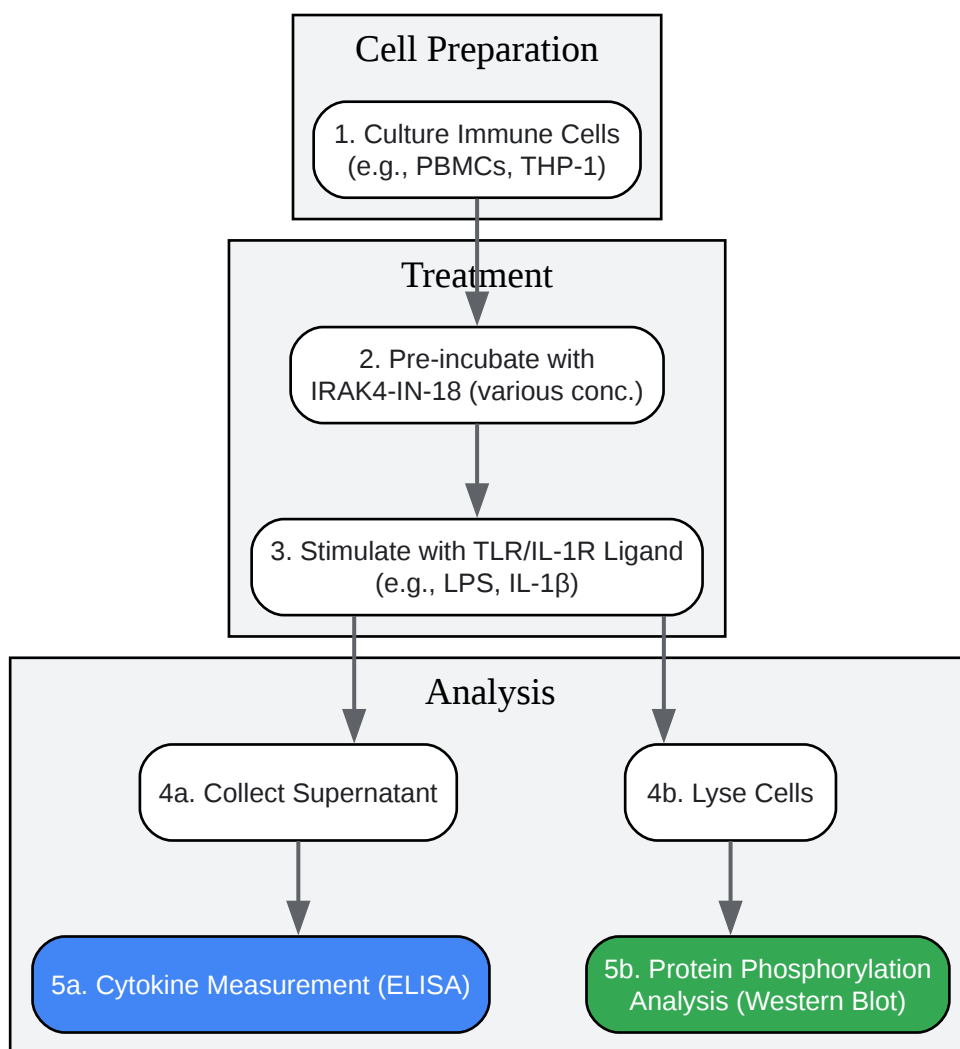 Cell Preparation
1. Culture Immune Cells
(e.g., PBMCs, THP-1)
Treatment
2. Pre-incubate with
IRAK4-IN-18 (various conc.)
3. Stimulate with TLR/IL-1R Ligand
(e.g., LPS, IL-1β)
Analysis
4a. Collect Supernatant
4b. Lyse Cells
5a. Cytokine Measurement (ELISA)
5b. Protein Phosphorylation
Analysis (Western Blot)